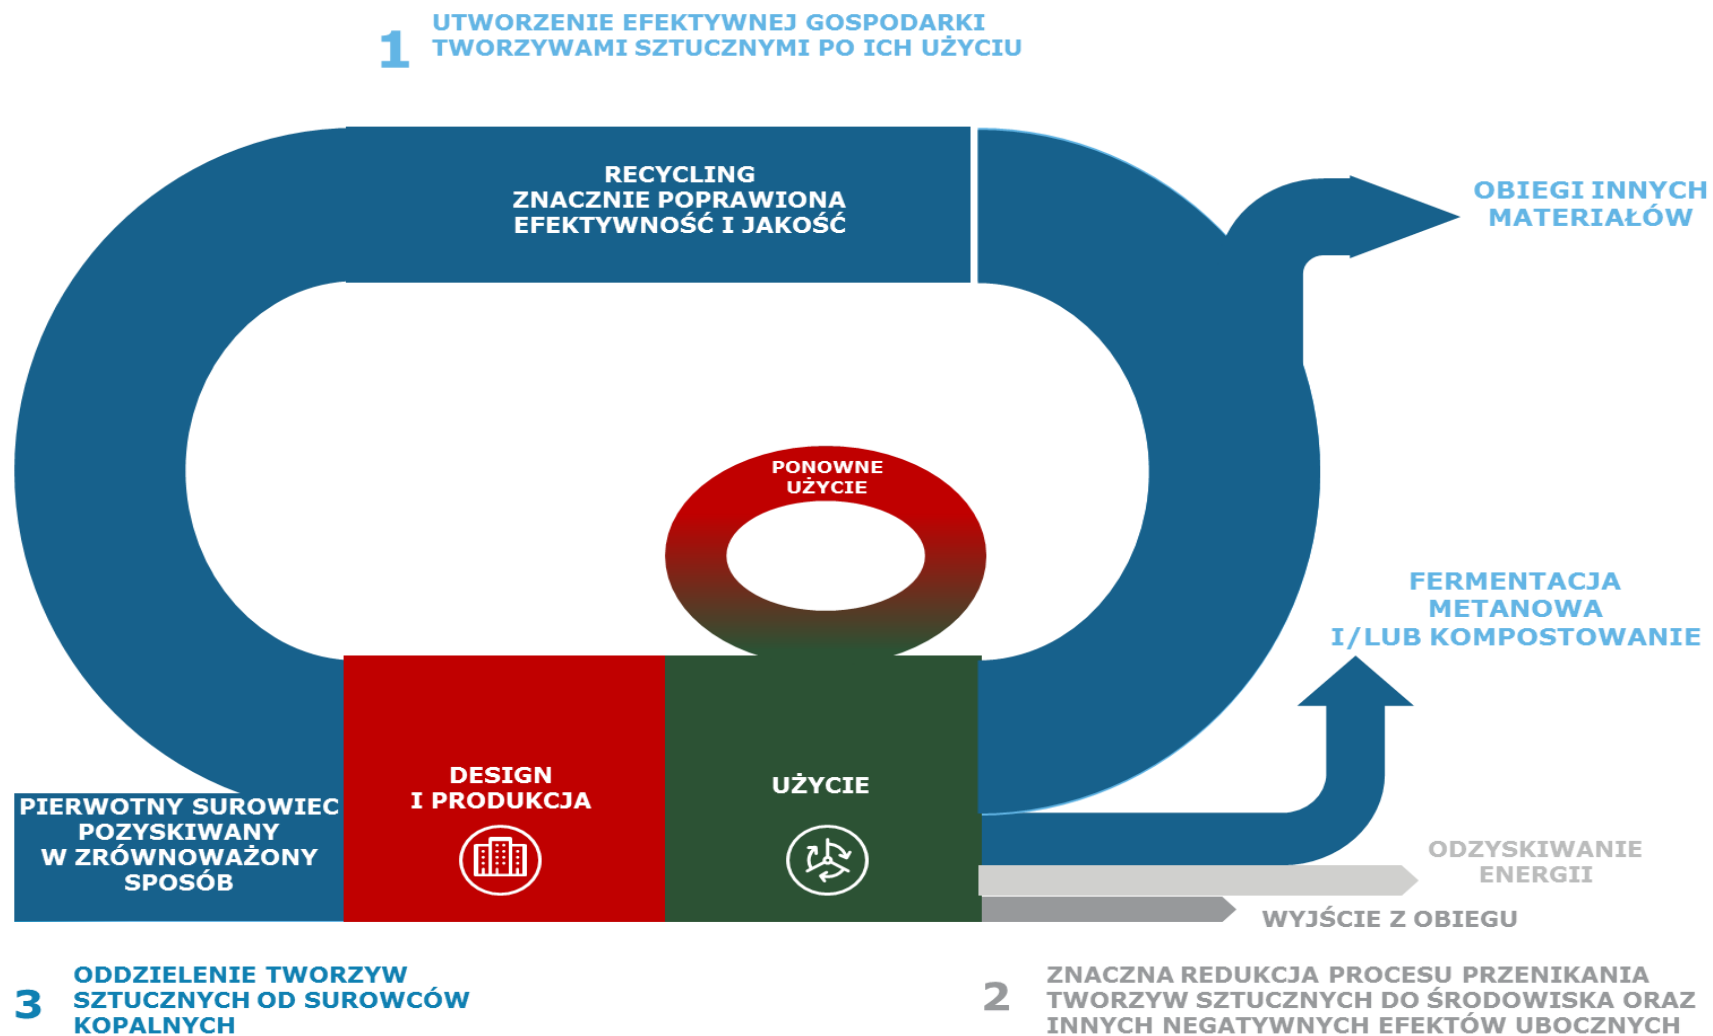 1
UTWORZENIE EFEKTYWNEJ GOSPODARKI
TWORZYWAMI SZTUCZNYMI PO ICH UŻYCIU
RECYCLING
ZNACZNIE POPRAWIONA
EFEKTYWNOŚĆ I JAKOŚĆ
OBIEGI INNYCH
MATERIAŁÓW
PONOWNE
UŻYCIE
FERMENTACJA
METANOWA
I/LUB KOMPOSTOWANIE
PIERWOTNY SUROWIEC
POZYSKIWANY
W ZRÓWNOWAŻONY
SPOSÓB
DESIGN
I PRODUKCJA
UŻYCIE
ODZYSKIWANIE
ENERGII
WYJŚCIE Z OBIEGU
3
ODDZIELENIE TWORZYW
SZTUCZNYCH OD SUROWCÓW
KOPALNYCH
2
ZNACZNA REDUKCJA PROCESU PRZENIKANIA
TWORZYW SZTUCZNYCH DO ŚRODOWISKA ORAZ
INNYCH NEGATYWNYCH EFEKTÓW UBOCZNYCH